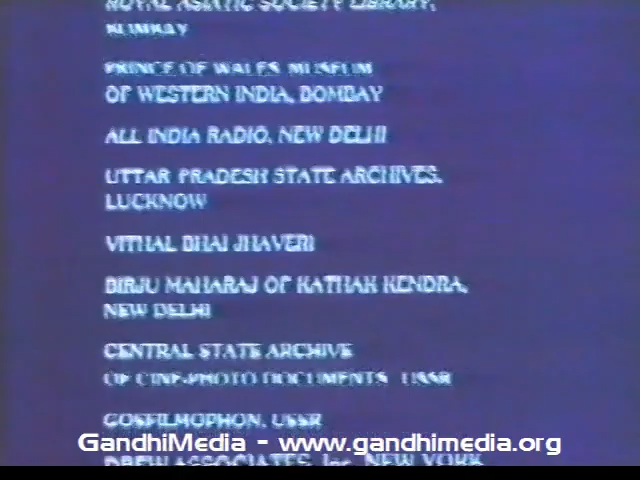 ROYAL ASIATIC SOCIETY LIBRARY,
BOMBAY
PRINCE OF WALES MUSEUM
OF WESTERN INDIA, BOMBAY
ALL INDIA RADIO, NEW DELHI
UTTAR PRADESH STATE ARCHIVES,
LUCKNOW
VITHAL BHAI JHAVERI
BIRJU MAHARAJ OF KATHAK KENDRA,
NEW DELHI
CENTRAL STATE ARCHIVE
OF CINE-PHOTO DOCUMENTS USSR
GOSFILMOPHON, USSR
GandhiMedia - www.gandhimedia.org
DREW ASSOCIATES, Inc. NEW YORK